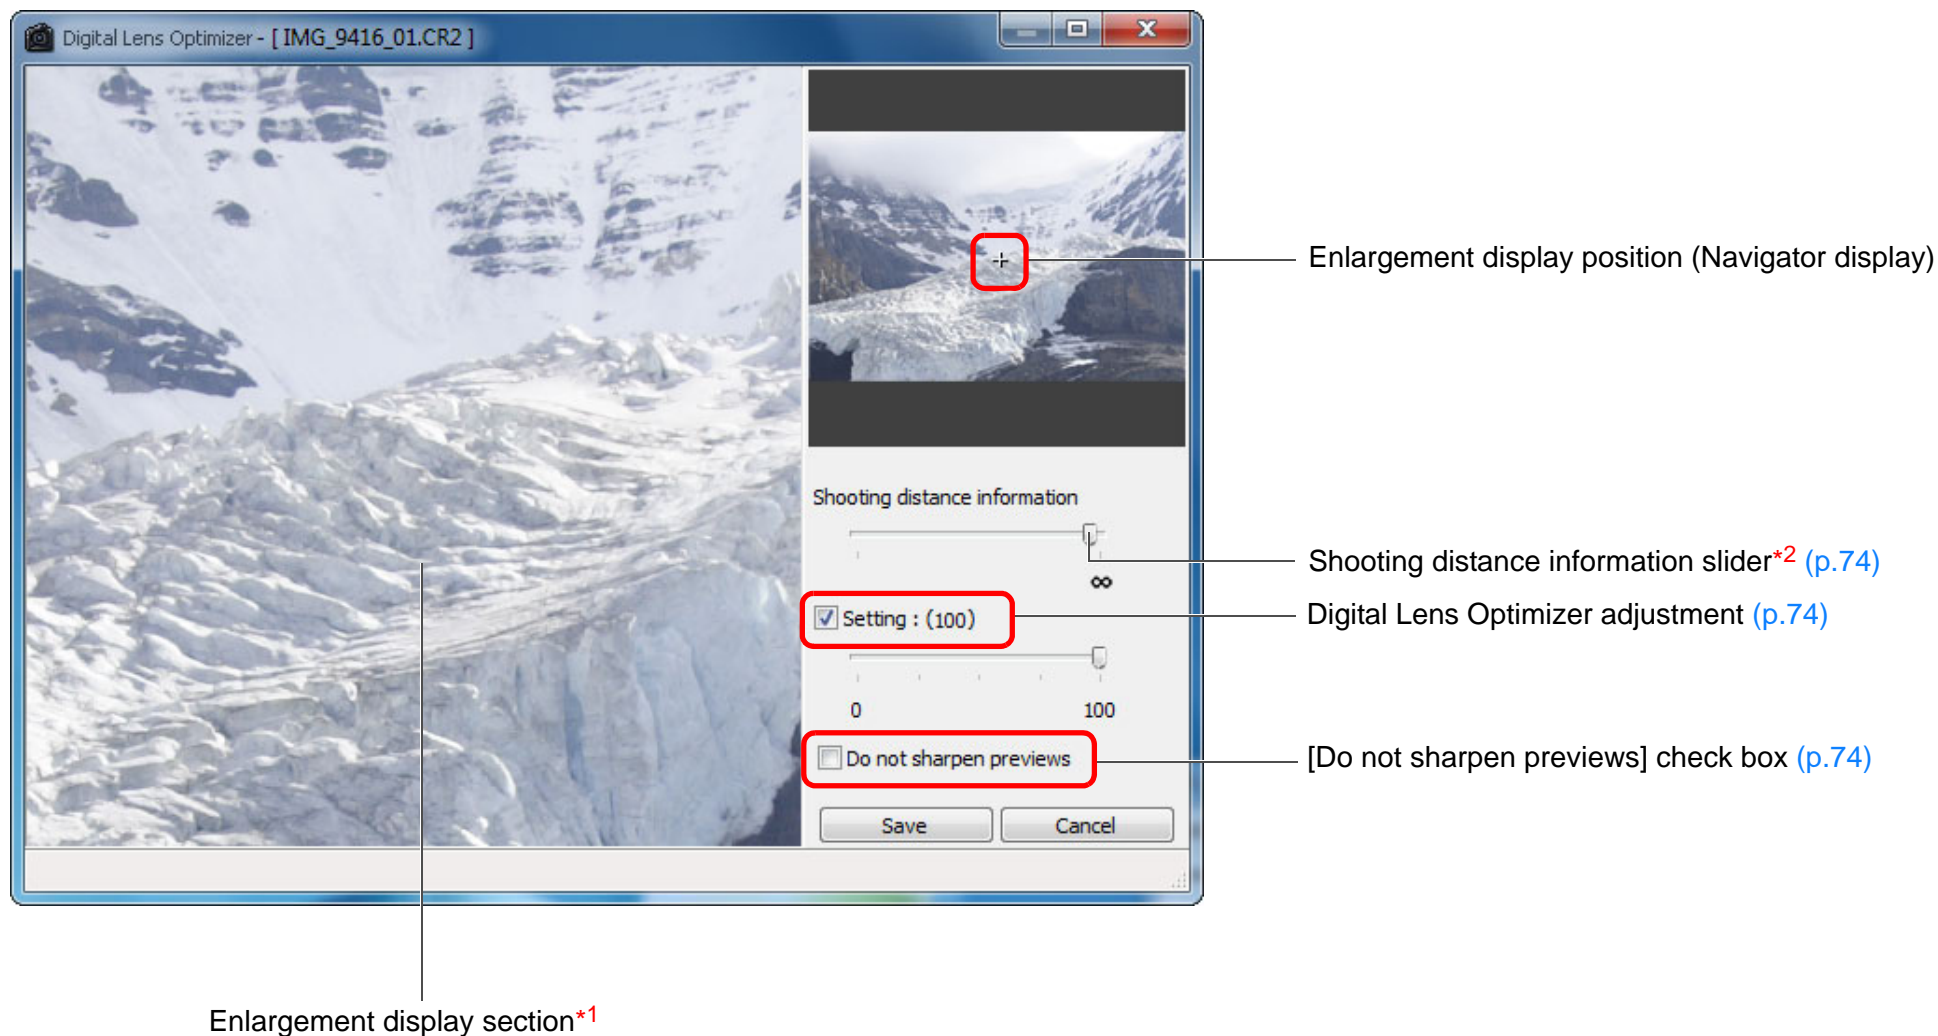 Digital Lens Optimizer - [ IMG_9416_01.CR2 ]
Enlargement display position (Navigator display)
Shooting distance information
Shooting distance information slider*2 (p.74)
∞
Setting : (100)
Digital Lens Optimizer adjustment (p.74)
0 100
Do not sharpen previews
[Do not sharpen previews] check box (p.74)
Save Cancel
Enlargement display section*1